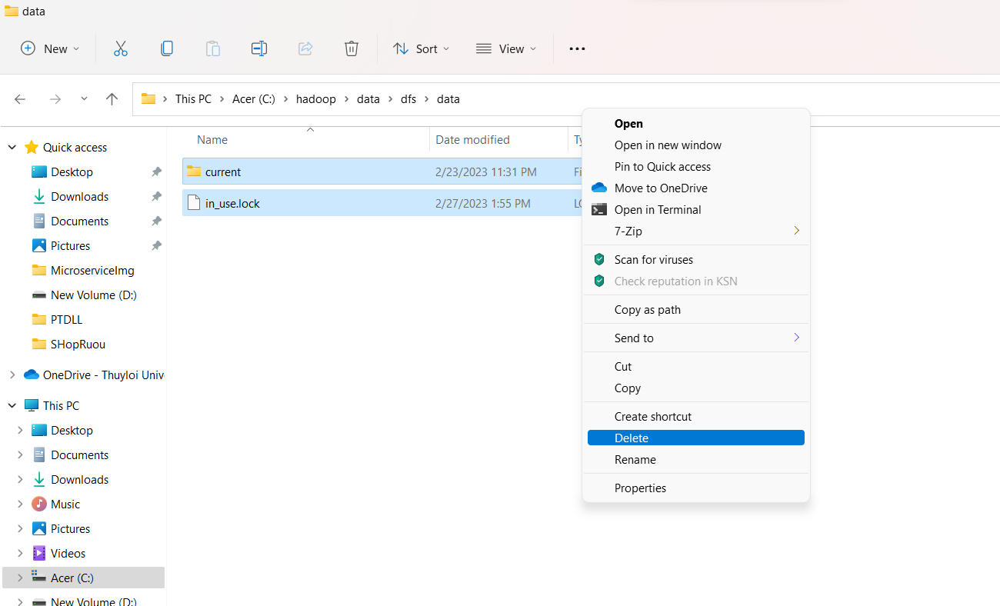 data
New
Sort
View
This PC
Acer (C:)
hadoop
data
dfs
data
Name
Date modified
current
2/23/2023 11:31 PM
in_use.lock
2/27/2023 1:55 PM
Quick access
Desktop
Downloads
Documents
Pictures
MicroserviceImg
New Volume (D:)
PTDLL
SHopRuou
OneDrive - Thuyloi Univ
This PC
Desktop
Documents
Downloads
Music
Pictures
Videos
Acer (C:)
New Volume (D:)
Open
Open in new window
Pin to Quick access
Move to OneDrive
Open in Terminal
7-Zip
Scan for viruses
Check reputation in KSN
Copy as path
Send to
Cut
Copy
Create shortcut
Delete
Rename
Properties